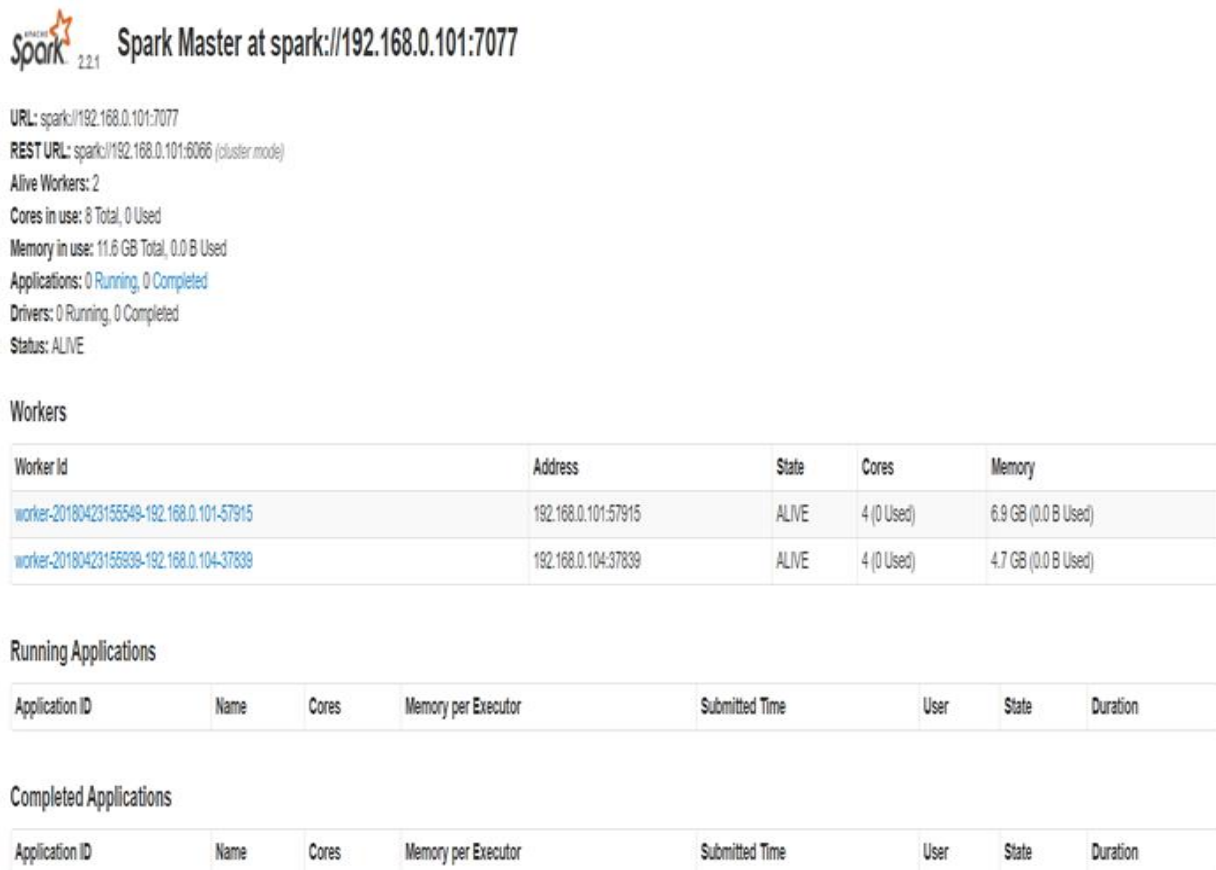 APACHE
Spark 2.2.1 Spark Master at spark://192.168.0.101:7077
URL: spark://192.168.0.101:7077
REST URL: spark://192.168.0.101:6066 (cluster mode)
Alive Workers: 2
Cores in use: 8 Total, 0 Used
Memory in use: 11.6 GB Total, 0.0 B Used
Applications: 0 Running, 0 Completed
Drivers: 0 Running, 0 Completed
Status: ALIVE
Workers
Worker Id Address State Cores Memory
worker-20180423155549-192.168.0.101-57915 192.168.0.101:57915 ALIVE 4 (0 Used) 6.9 GB (0.0 B Used)
worker-20180423155939-192.168.0.104-37839 192.168.0.104:37839 ALIVE 4 (0 Used) 4.7 GB (0.0 B Used)
Running Applications
Application ID Name Cores Memory per Executor Submitted Time User State Duration
Completed Applications
Application ID Name Cores Memory per Executor Submitted Time User State Duration